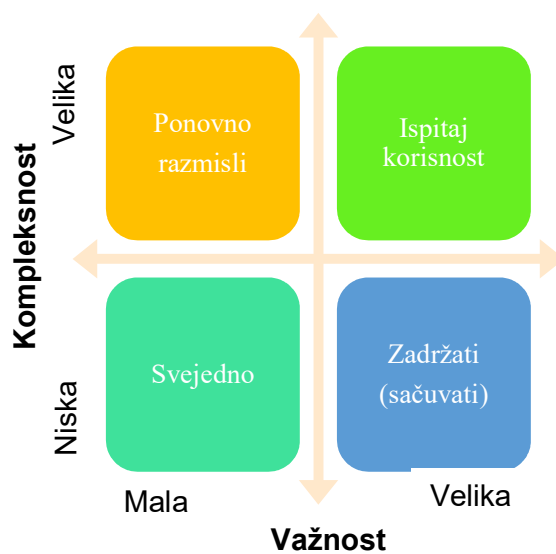 Velika
Kompleksnost
Niska
Ponovno
razmisli
Ispitaj
korisnost
Svejedno
Zadržati
(sačuvati)
Mala
Velika
Važnost